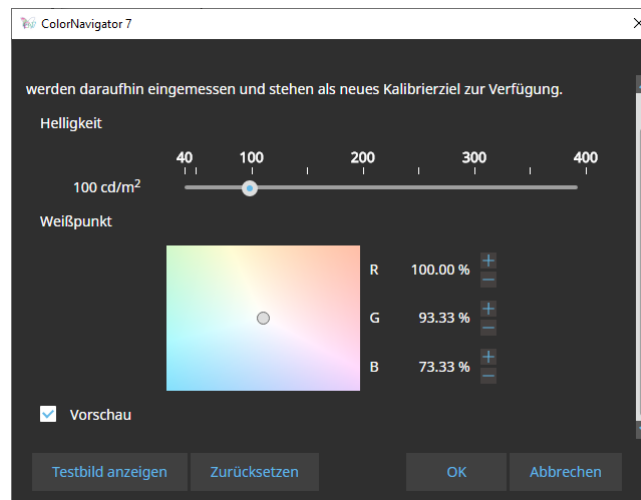 ColorNavigator 7
werden daraufhin eingemessen und stehen als neues Kalibrierziel zur Verfügung.
Helligkeit
40 100 200 300 400
100 cd/m²
Weißpunkt
R 100.00 %
G 93.33 %
B 73.33 %
Vorschau
Testbild anzeigen Zurücksetzen OK Abbrechen